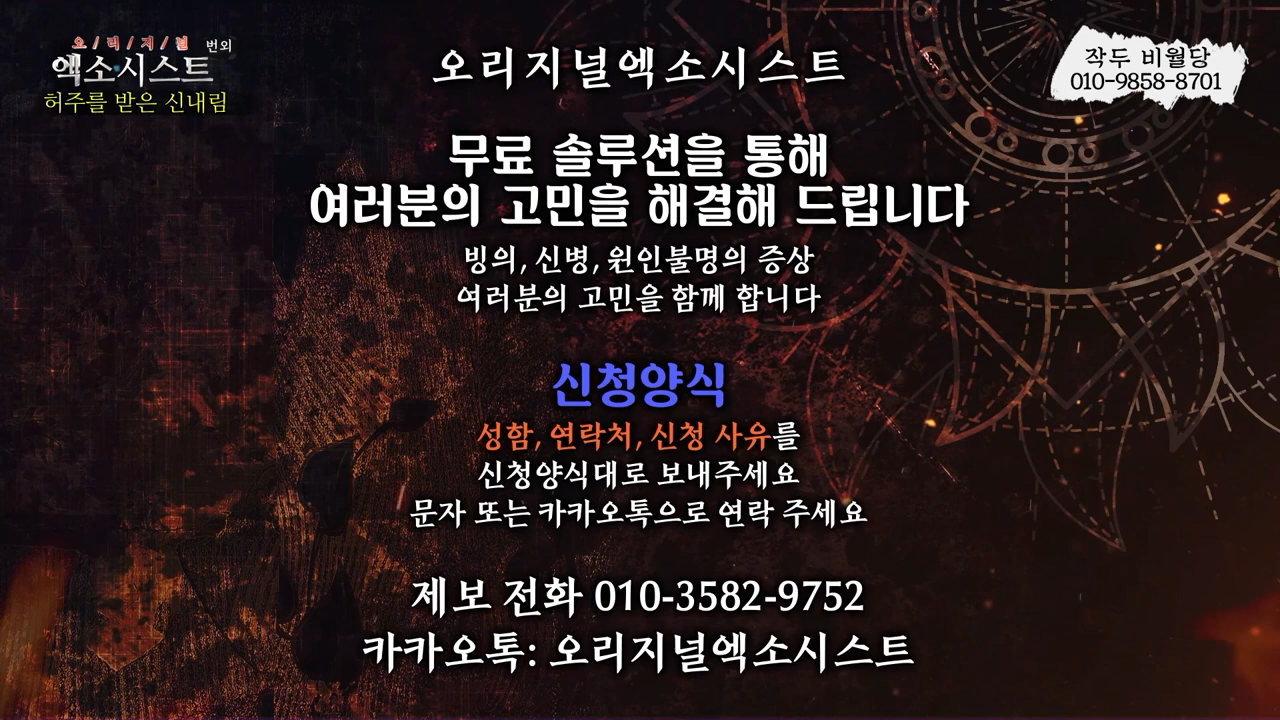 오/리/지/널 번외
엑소시스트
허주를 받은 신내림
작두 비월당
010-9858-8701
오리지널엑소시스트
무료 솔루션을 통해
여러분의 고민을 해결해 드립니다
빙의, 신병, 원인불명의 증상
여러분의 고민을 함께 합니다
신청양식
성함, 연락처, 신청 사유를
신청양식대로 보내주세요
문자 또는 카카오톡으로 연락 주세요
제보 전화 010-3582-9752
카카오톡: 오리지널엑소시스트